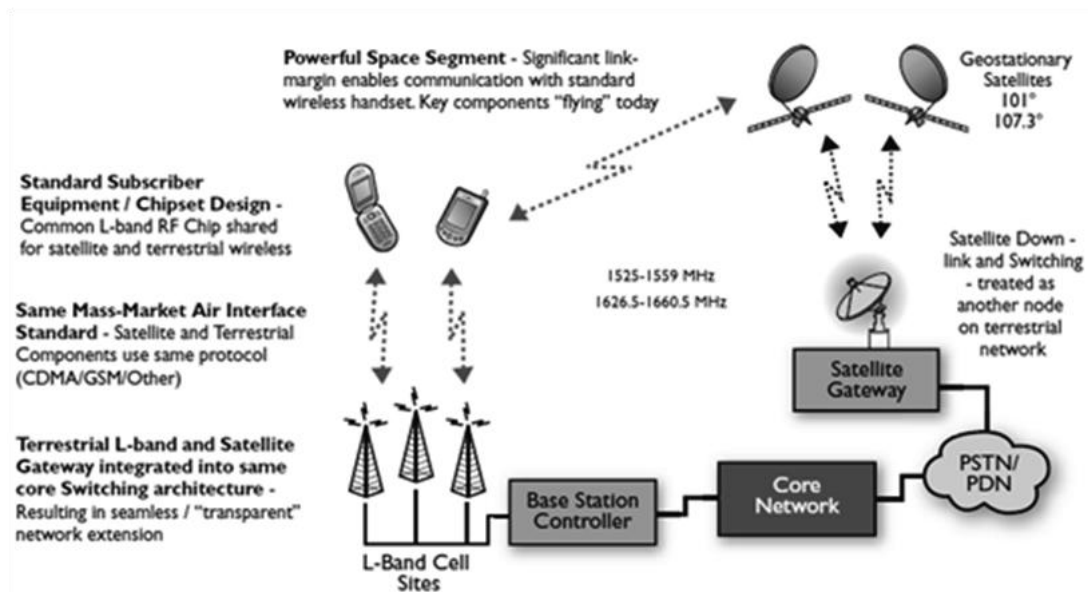 Powerful Space Segment - Significant link-
margin enables communication with standard
wireless handset. Key components “flying” today
Geostationary
Satellites
101°
107.3°
Standard Subscriber
Equipment / Chipset Design -
Common L-band RF Chip shared
for satellite and terrestrial wireless
1525-1559 MHz
1626.5-1660.5 MHz
Satellite Down -
link and Switching
- treated as
another node
on terrestrial
network
Same Mass-Market Air Interface
Standard - Satellite and Terrestrial
Components use same protocol
(CDMA/GSM/Other)
Satellite
Gateway
Terrestrial L-band and Satellite
Gateway integrated into same
core Switching architecture -
Resulting in seamless / “transparent”
network extension
PSTN/
PDN
Core
Network
Base Station
Controller
L-Band Cell
Sites